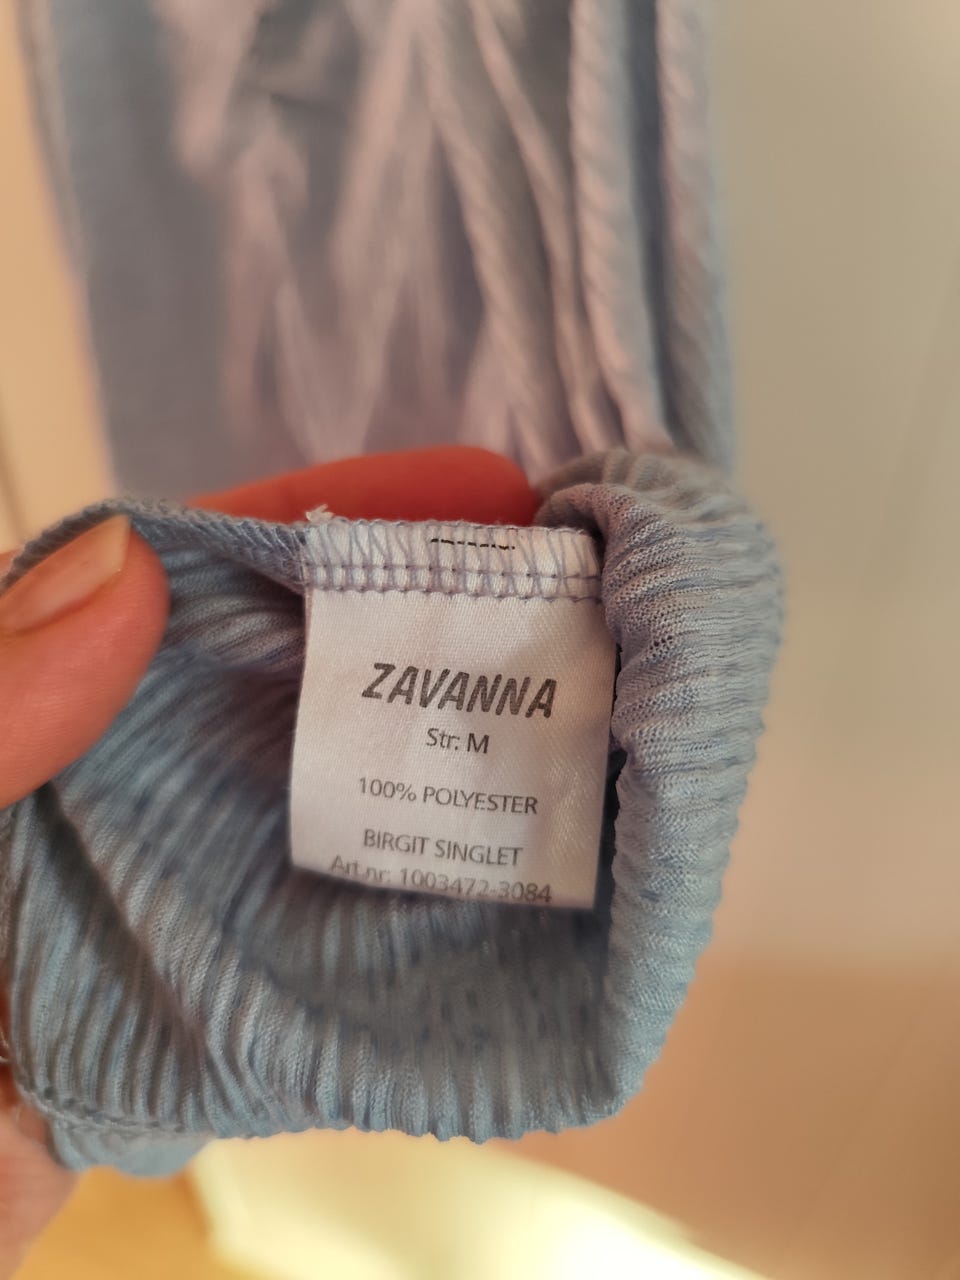 ZAVANNA
Str: M
100% POLYESTER
BIRGIT SINGLET
Art.nr: 1003472-3084